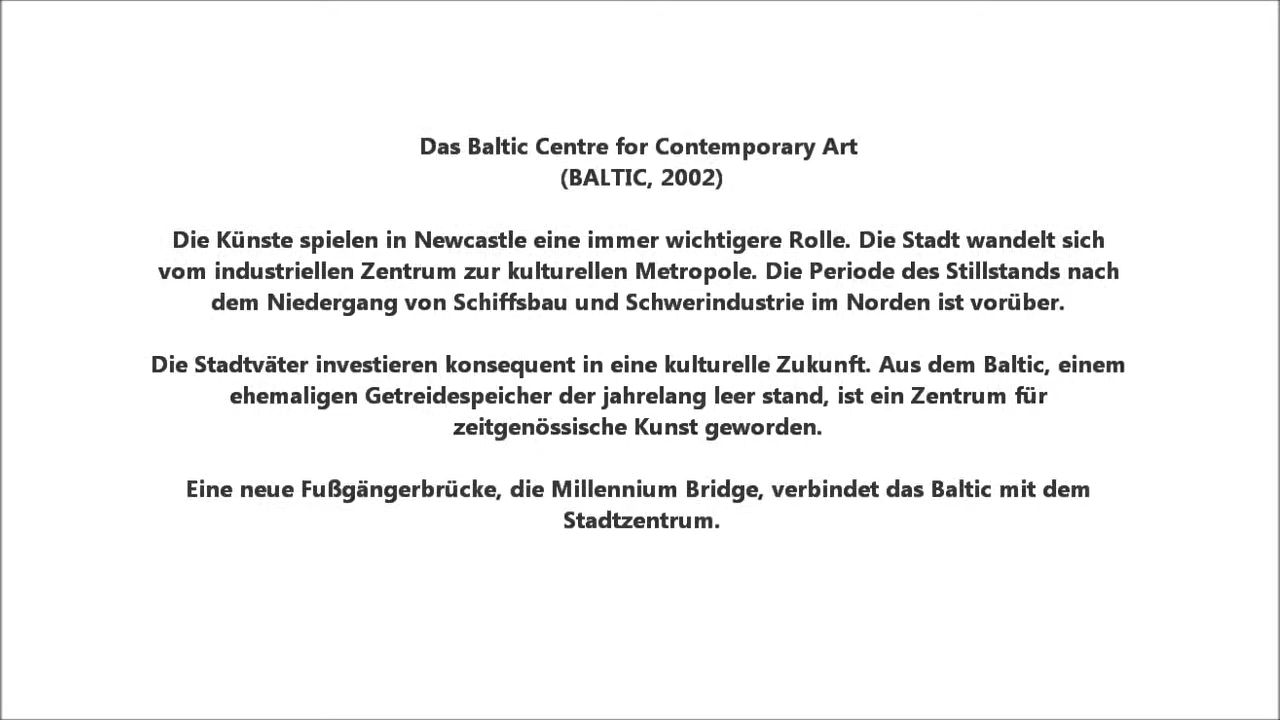 Das Baltic Centre for Contemporary Art
(BALTIC, 2002)
Die Künste spielen in Newcastle eine immer wichtigere Rolle. Die Stadt wandelt sich
vom industriellen Zentrum zur kulturellen Metropole. Die Periode des Stillstands nach
dem Niedergang von Schiffsbau und Schwerindustrie im Norden ist vorüber.
Die Stadtväter investieren konsequent in eine kulturelle Zukunft. Aus dem Baltic, einem
ehemaligen Getreidespeicher der jahrelang leer stand, ist ein Zentrum für
zeitgenössische Kunst geworden.
Eine neue Fußgängerbrücke, die Millennium Bridge, verbindet das Baltic mit dem
Stadtzentrum.